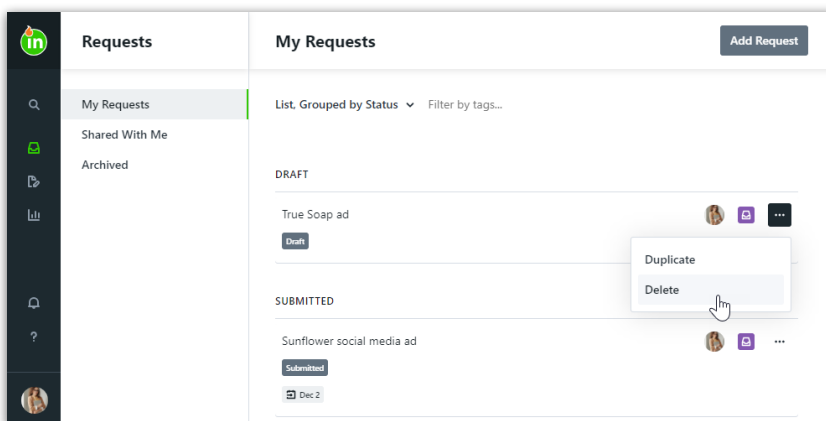 in
Requests
My Requests
Add Request
My Requests
Shared With Me
Archived
List, Grouped by Status
Filter by tags...
DRAFT
True Soap ad
Draft
Duplicate
Delete
SUBMITTED
Sunflower social media ad
Submitted
Dec 2
?